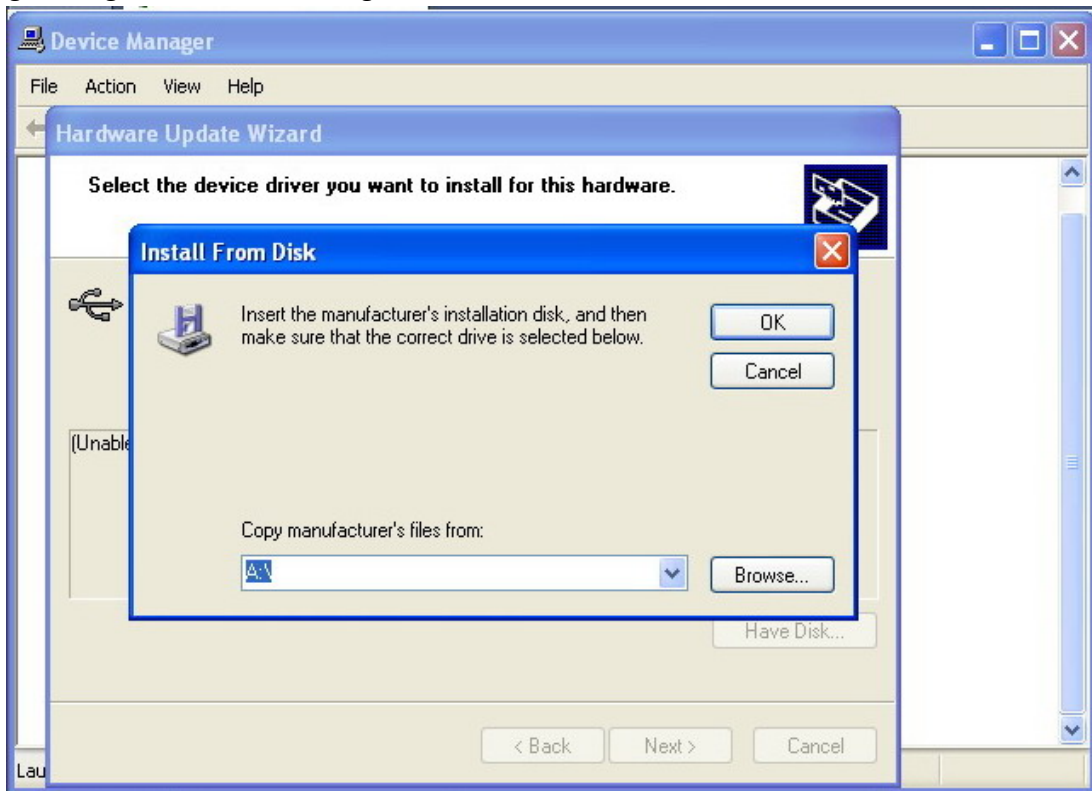 Device Manager
File Action View Help
Hardware Update Wizard
Select the device driver you want to install for this hardware.
Install From Disk
Insert the manufacturer's installation disk, and then
make sure that the correct drive is selected below.
OK
Cancel
(Unable
Copy manufacturer's files from:
A:\
Browse...
Have Disk...
< Back Next > Cancel
Lau